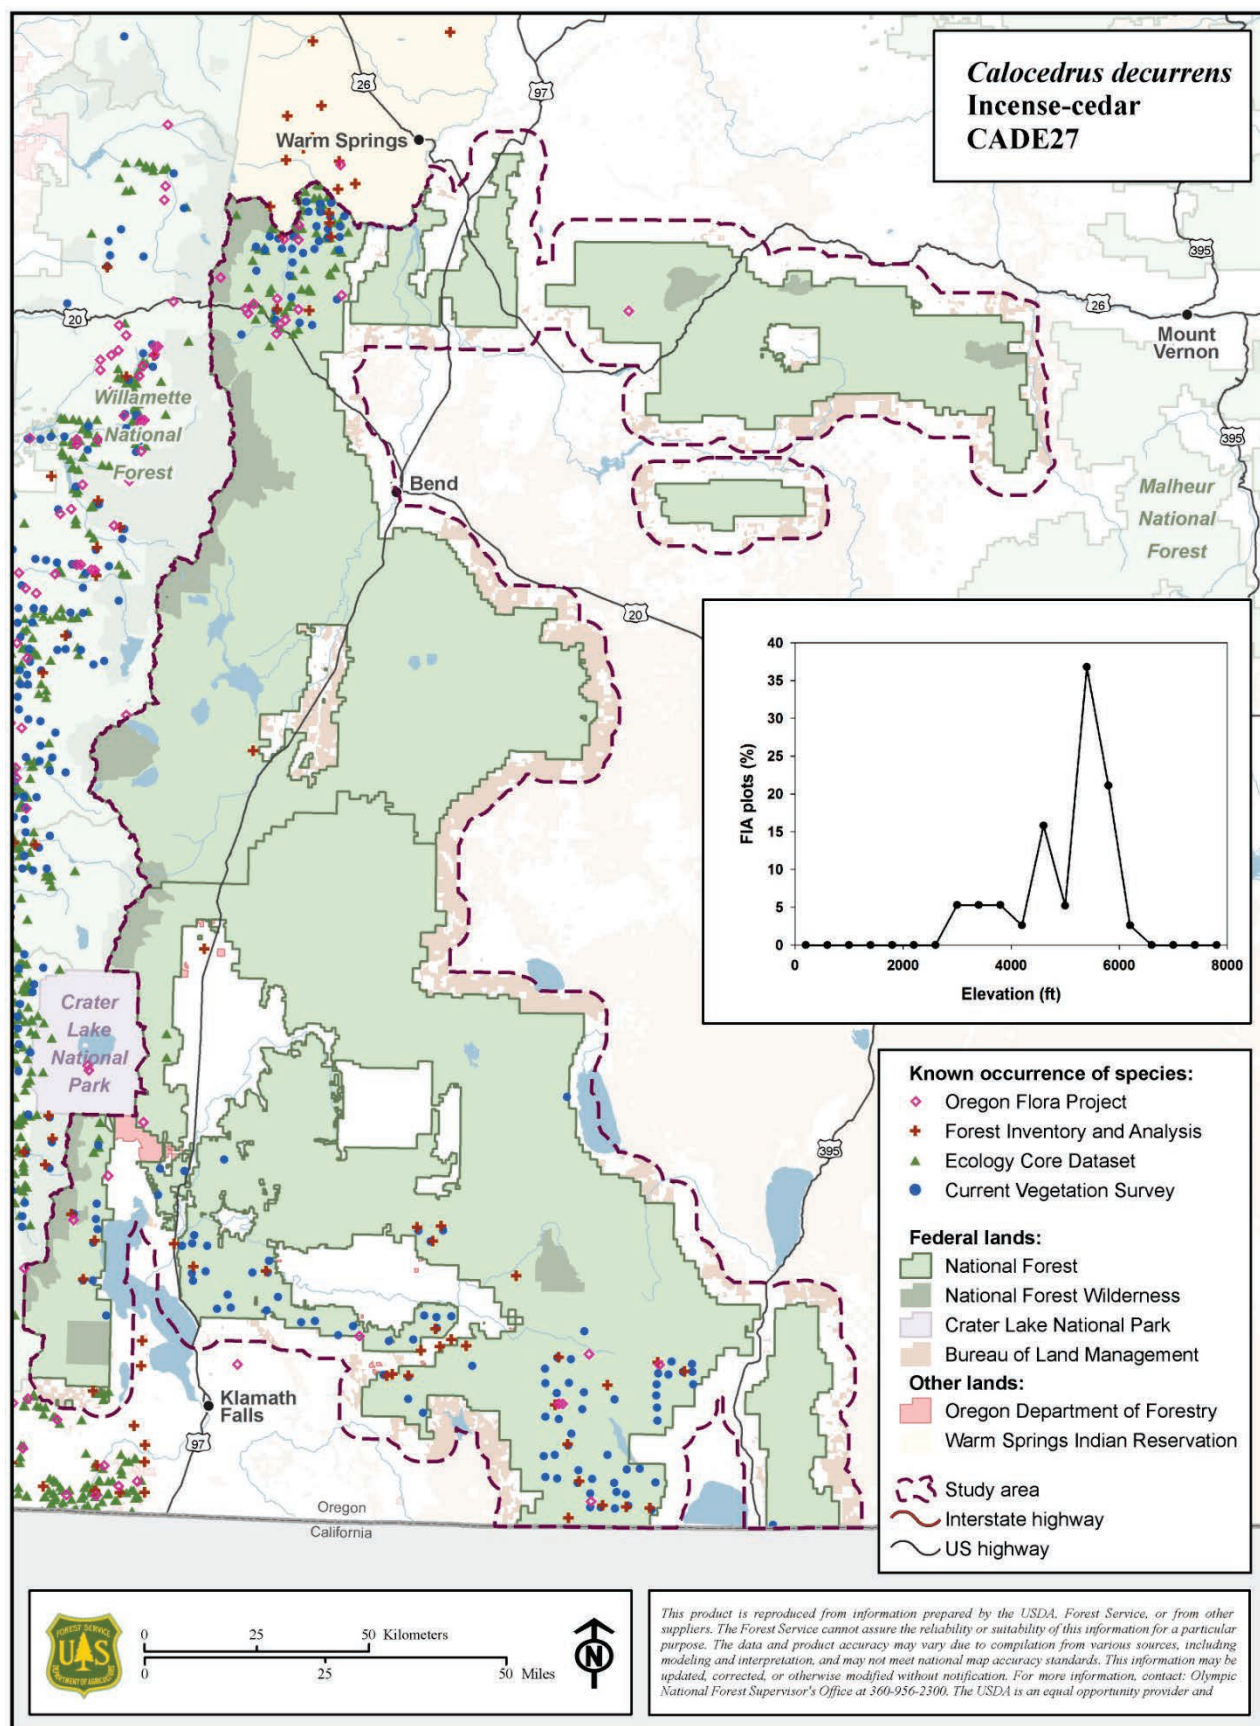 Calocedrus decurrens
Incense-cedar
CADE27
26
97
Warm Springs
395
20
26
Mount
Vernon
Willamette
National
Forest
395
Bend
Malheur
National
Forest
20
40
35
30
25
20
15
10
5
0
FIA plots (%)
0 2000 4000 6000 8000
Elevation (ft)
Crater
Lake
National
Park
395
Klamath
Falls
97
Oregon
California
Known occurrence of species:
Oregon Flora Project
Forest Inventory and Analysis
Ecology Core Dataset
Current Vegetation Survey
Federal lands:
National Forest
National Forest Wilderness
Crater Lake National Park
Bureau of Land Management
Other lands:
Oregon Department of Forestry
Warm Springs Indian Reservation
Study area
Interstate highway
US highway
FOREST SERVICE
U S
DEPARTMENT OF AGRICULTURE
0 25 50 Kilometers
0 25 50 Miles
N
This product is reproduced from information prepared by the USDA, Forest Service, or from other
suppliers. The Forest Service cannot assure the reliability or suitability of this information for a particular
purpose. The data and product accuracy may vary due to compilation from various sources, including
modeling and interpretation, and may not meet national map accuracy standards. This information may be
updated, corrected, or otherwise modified without notification. For more information, contact: Olympic
National Forest Supervisor's Office at 360-956-2300. The USDA is an equal opportunity provider and